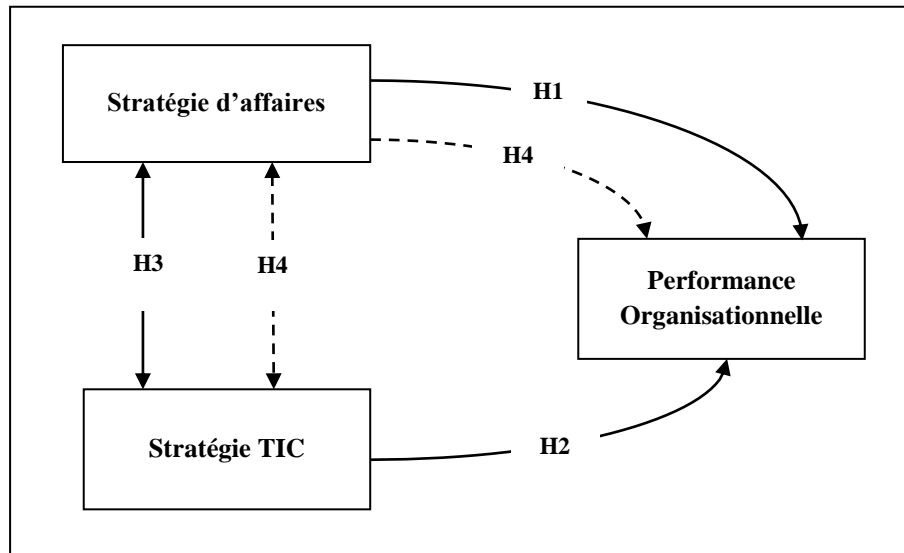 Stratégie d’affaires
H1
H4
H3
H4
Performance
Organisationnelle
Stratégie TIC
H2